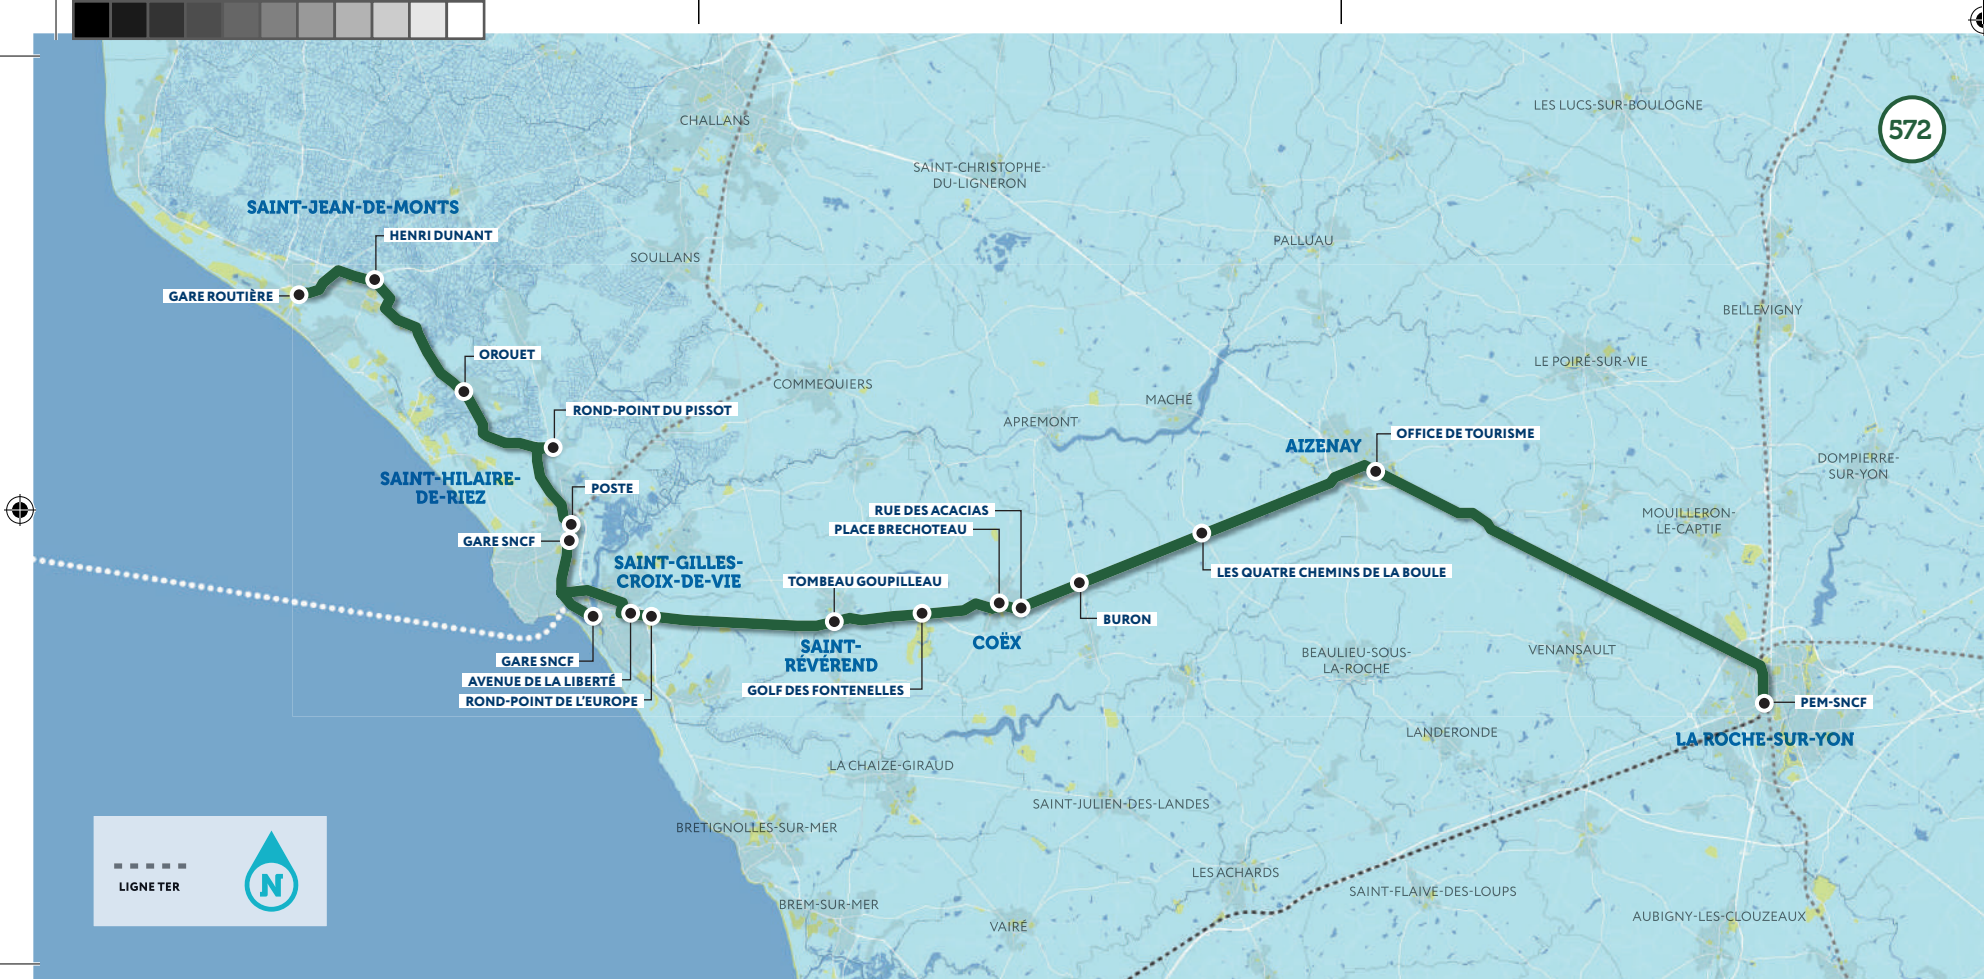 LES LUCS-SUR-BOULOGNE
CHALLANS
572
SAINT-CHRISTOPHE-
DU-LIGNERON
SAINT-JEAN-DE-MONTS
HENRI DUNANT
PALLUAU
SOULLANS
GARE ROUTIÈRE
BELLEVIGNY
OROUET
LE POIRÉ-SUR-VIE
COMMEQUIERS
MACHÉ
ROND-POINT DU PISSOT
APREMONT
OFFICE DE TOURISME
AIZENAY
DOMPIERRE-
SUR-YON
SAINT-HILAIRE-
DE-RIEZ
POSTE
RUE DES ACACIAS
MOUILLERON-
LE-CAPTIF
PLACE BRECHOTEAU
GARE SNCF
SAINT-GILLES-
CROIX-DE-VIE
LES QUATRE CHEMINS DE LA BOULE
TOMBEAU GOUPILLEAU
BURON
COËX
SAINT-
RÉVÉREND
BEAULIEU-SOUS-
LA-ROCHE
VENANSAULT
GARE SNCF
AVENUE DE LA LIBERTÉ
GOLF DES FONTENELLES
ROND-POINT DE L'EUROPE
PEM-SNCF
LANDERONDE
LA ROCHE-SUR-YON
LA CHAIZE-GIRAUD
SAINT-JULIEN-DES-LANDES
BRETIGNOLLES-SUR-MER
LES ACHARDS
LIGNE TER
N
SAINT-FLAIVE-DES-LOUPS
BREM-SUR-MER
AUBIGNY-LES-CLOUZEAUX
VAIRÉ